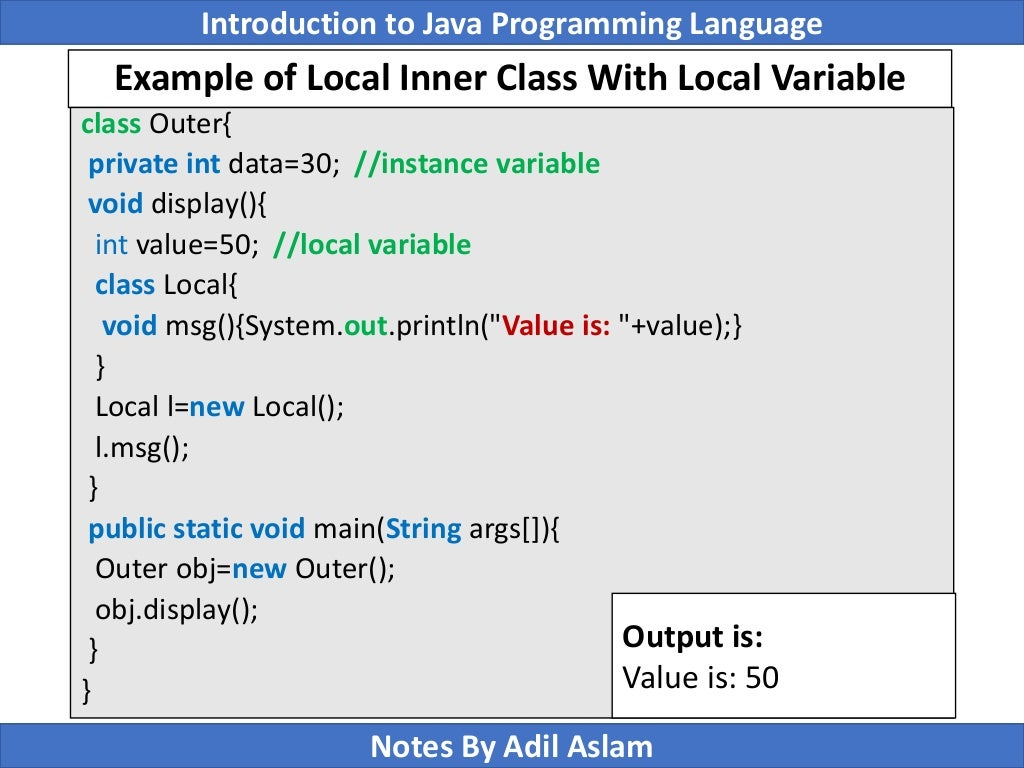 Introduction to Java Programming Language
Example of Local Inner Class With Local Variable
class Outer{
private int data=30; //instance variable
void display(){
int value=50; //local variable
class Local{
void msg(){System.out.println("Value is: "+value);}
}
Local l=new Local();
l.msg();
}
public static void main(String args[]){
Outer obj=new Outer();
obj.display();
}
}
Output is:
Value is: 50
Notes By Adil Aslam